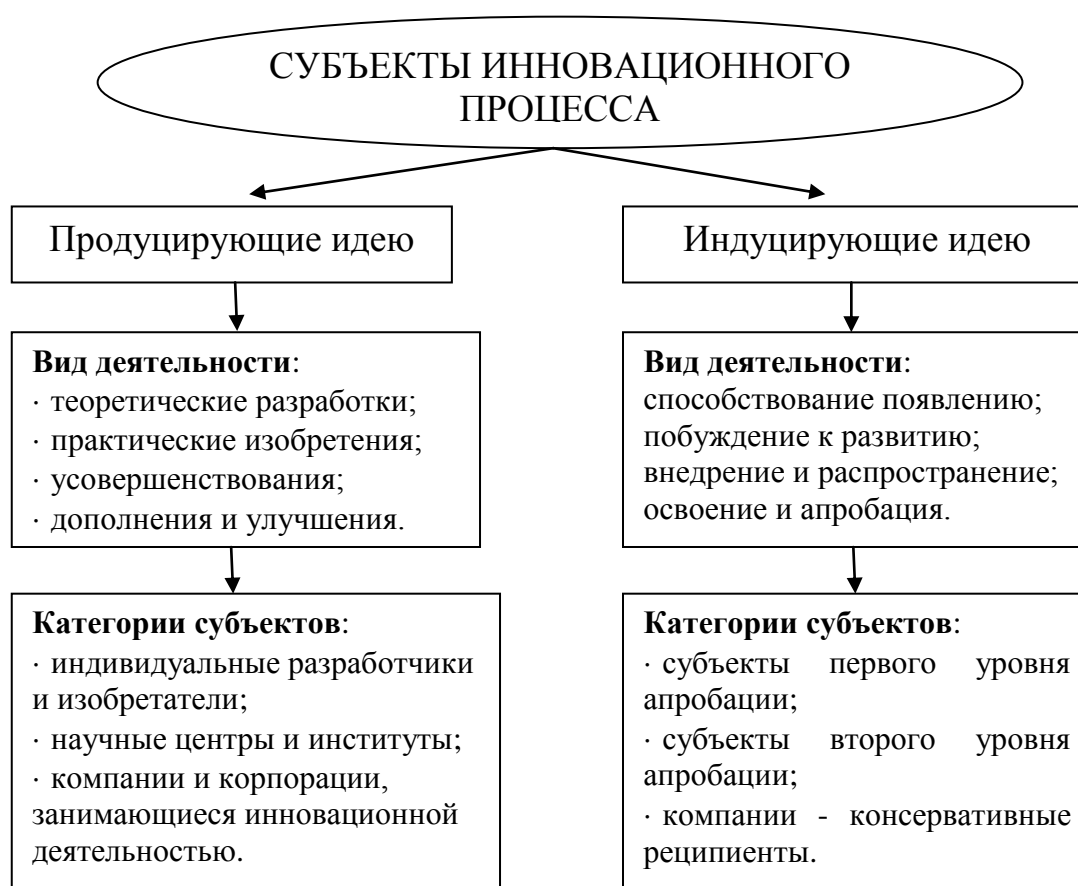 СУБЪЕКТЫ ИННОВАЦИОННОГО
ПРОЦЕССА
Продуцирующие идею
Индуцирующие идею
Вид деятельности:
· теоретические разработки;
· практические изобретения;
· усовершенствования;
· дополнения и улучшения.
Вид деятельности:
способствование появлению;
побуждение к развитию;
внедрение и распространение;
освоение и апробация.
Категории субъектов:
· индивидуальные разработчики
и изобретатели;
· научные центры и институты;
· компании и корпорации,
занимающиеся инновационной
деятельностью.
Категории субъектов:
· субъекты первого уровня
апробации;
· субъекты второго уровня
апробации;
· компании - консервативные
реципиенты.